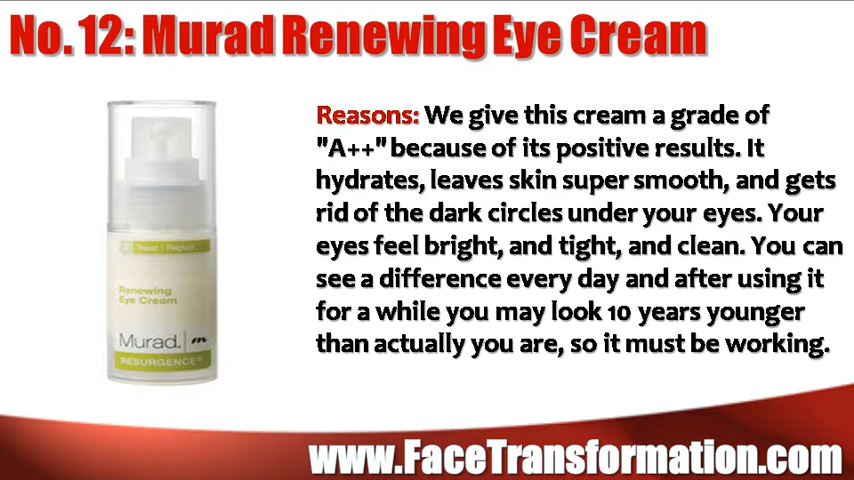 No. 12: Murad Renewing Eye Cream
Reasons: We give this cream a grade of
"A++" because of its positive results. It
hydrates, leaves skin super smooth, and gets
rid of the dark circles under your eyes. Your
eyes feel bright, and tight, and clean. You can
see a difference every day and after using it
for a while you may look 10 years younger
than actually you are, so it must be working.
Treat | Repair
Renewing
Eye Cream
Murad. m
RESURGENCE®
www.FaceTransformation.com